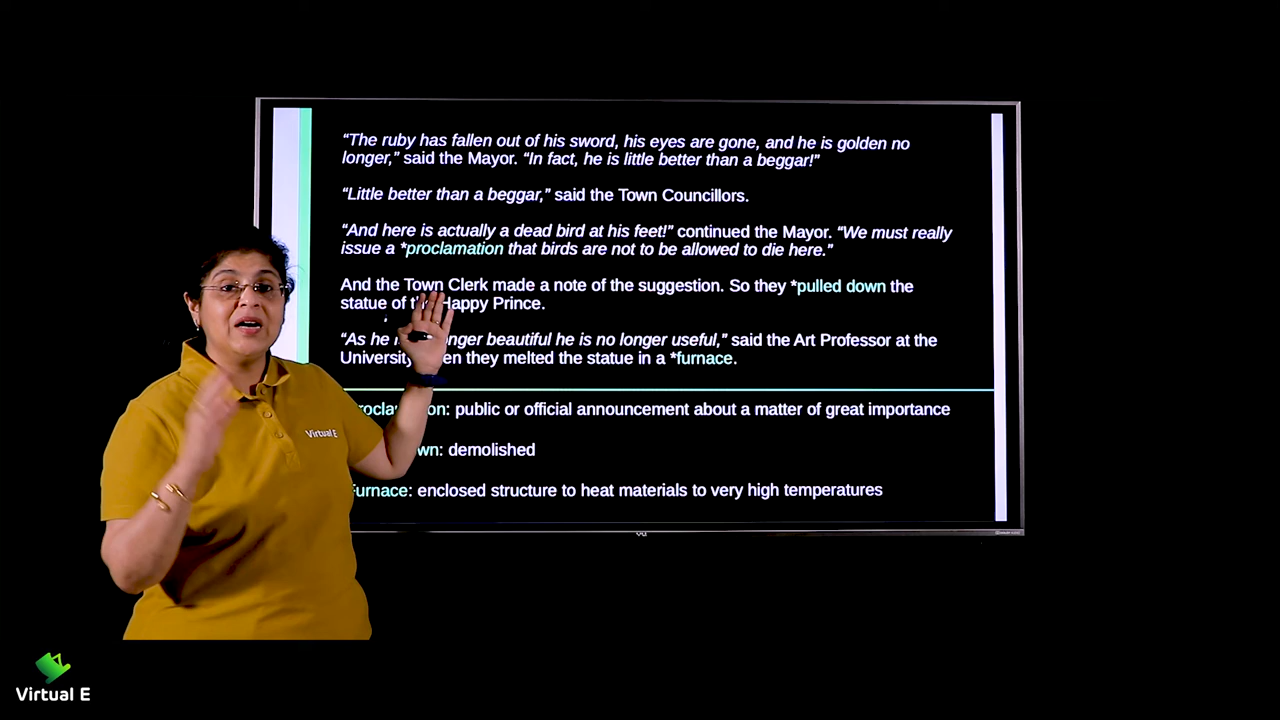 “The ruby has fallen out of his sword, his eyes are gone, and he is golden no
longer,” said the Mayor. “In fact, he is little better than a beggar!”
“Little better than a beggar,” said the Town Councillors.
“And here is actually a dead bird at his feet!” continued the Mayor. “We must really
issue a *proclamation that birds are not to be allowed to die here.”
And the Town Clerk made a note of the suggestion. So they *pulled down the
statue of the Happy Prince.
“As he longer beautiful he is no longer useful,” said the Art Professor at the
University they melted the statue in a *furnace.
public or official announcement about a matter of great importance
demolished
Furnace: enclosed structure to heat materials to very high temperatures
Virtual E
Virtual E